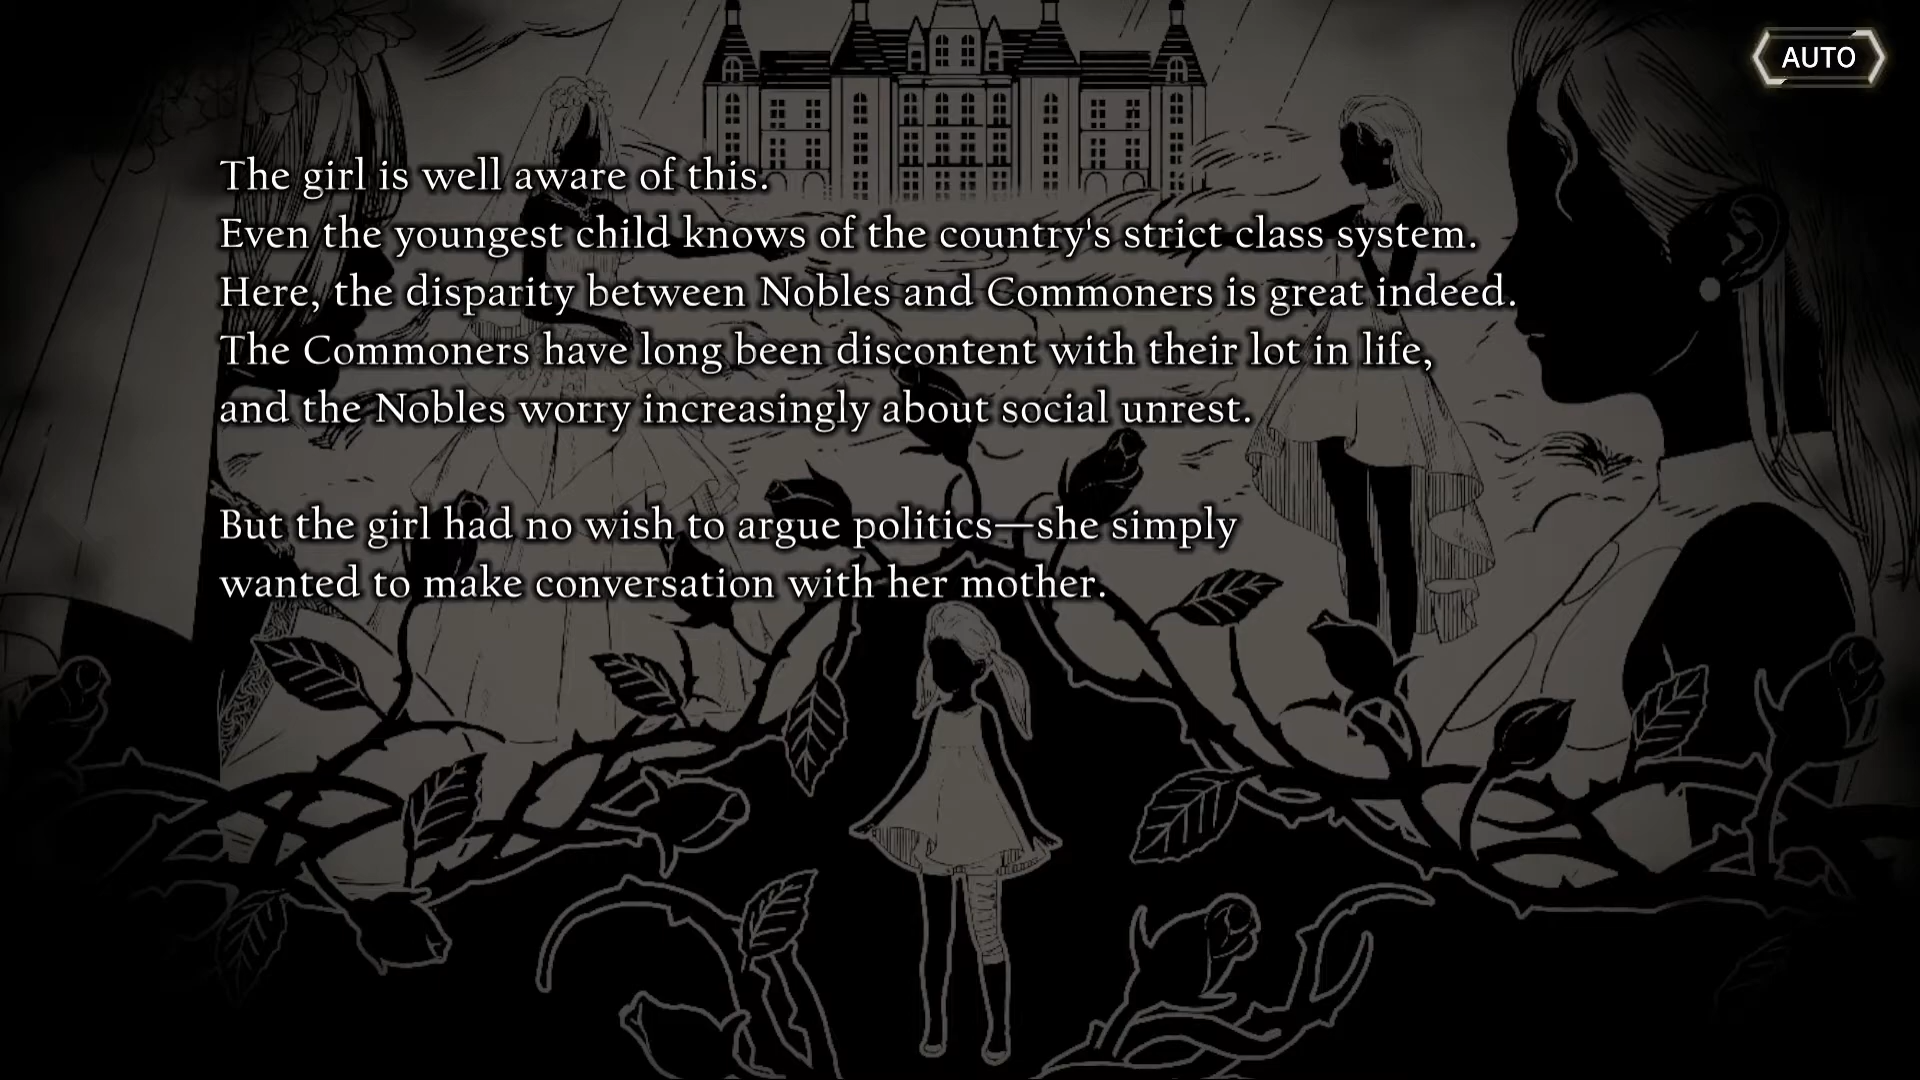 AUTO
The girl is well aware of this.
Even the youngest child knows of the country's strict class system.
Here, the disparity between Nobles and Commoners is great indeed.
The Commoners have long been discontent with their lot in life,
and the Nobles worry increasingly about social unrest.
But the girl had no wish to argue politics—she simply
wanted to make conversation with her mother.